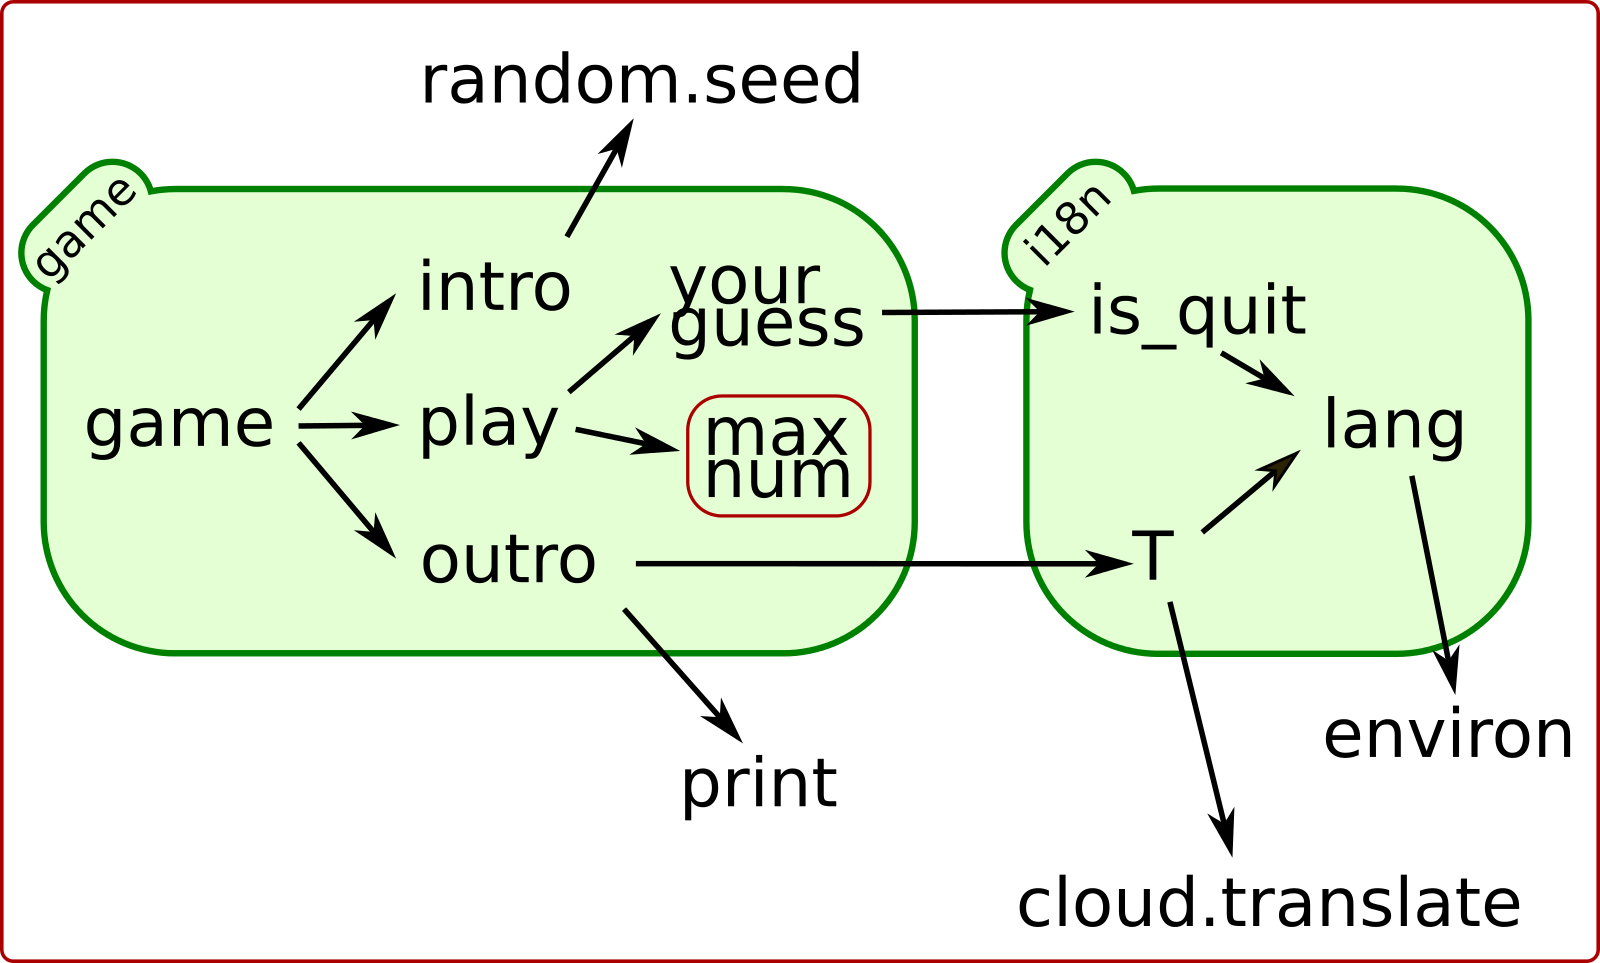 random.seed
game
i18n
intro
your
guess
is_quit
game
play
max
num
lang
outro
T
print
environ
cloud.translate